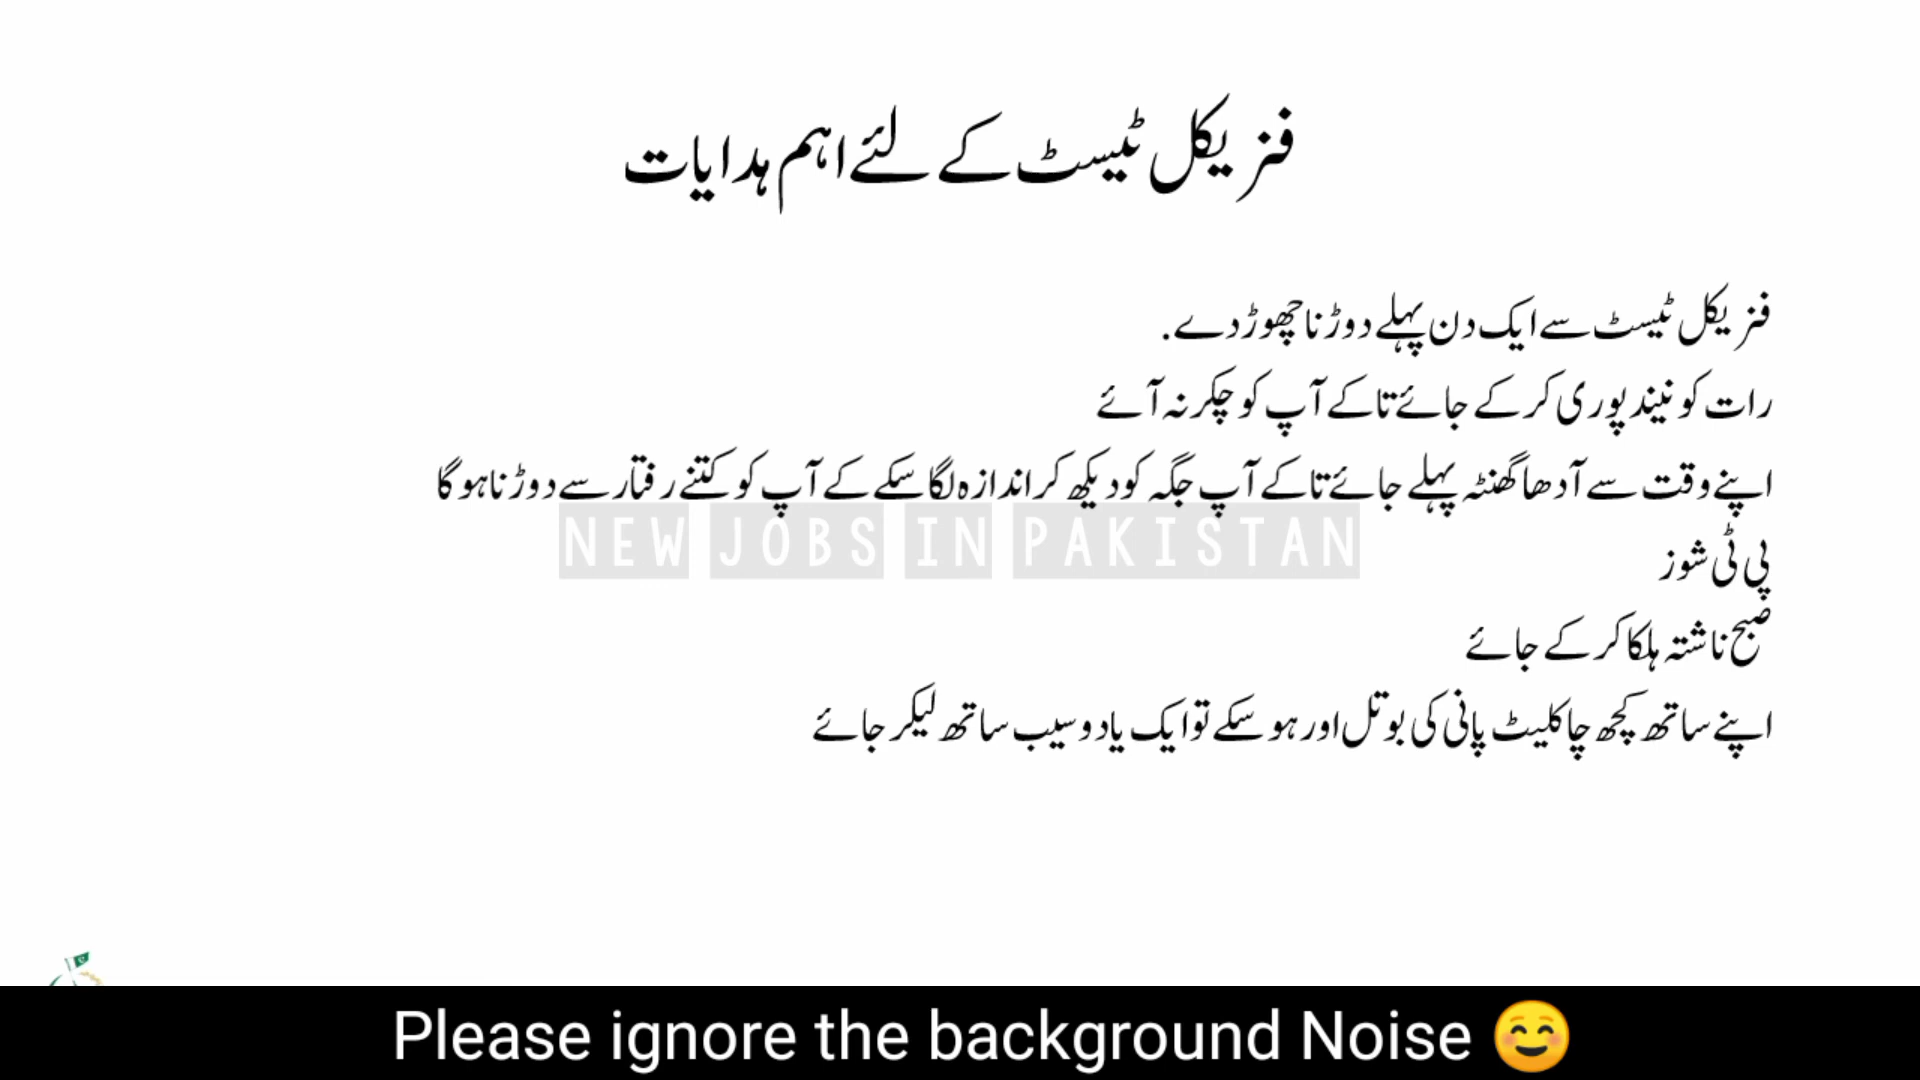 فزیکل ٹیسٹ کے لئے اہم ہدایات
فزیکل ٹیسٹ سے ایک دن پہلے دوڑنا چھوڑ دے.
رات کو نیند پوری کر کے جائے تاکے آپ کو چکر نہ آئے
اپنے وقت سے آدھا گھنٹہ پہلے جائے تاکے آپ جگہ کو دیکھ کر اندازہ لگا سکے کے آپ کو کتنے رفتار سے دوڑنا ہو گا
NEW JOBS IN PAKISTAN
پی ٹی شوز
صبح ناشتہ ہلکا کر کے جائے
اپنے ساتھ کچھ چاکلیٹ پانی کی بوتل اور ہو سکے تو ایک یا دو سیب ساتھ لیکر جائے
Please ignore the background Noise ☺️